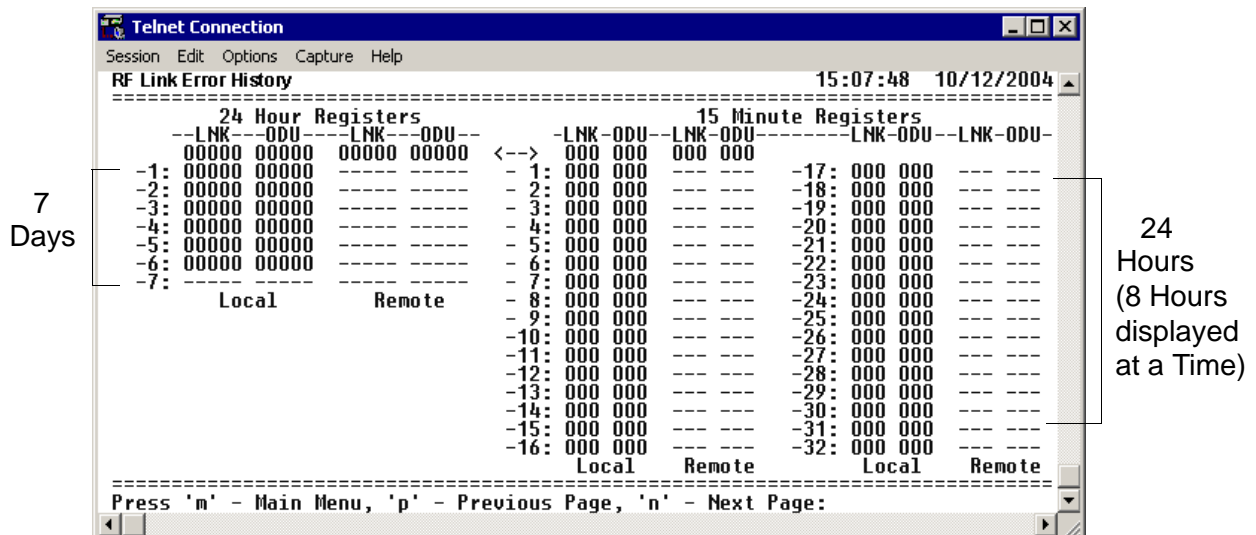 Telnet Connection
Session Edit Options Capture Help
RF Link Error History 15:07:48 10/12/2004
==============================================================================
24 Hour Registers 15 Minute Registers
--LNK---ODU----LNK---ODU-- -LNK-ODU--LNK-ODU--------LNK-ODU--LNK-ODU-
00000 00000 00000 00000 <--> 000 000 000 000
-1: 00000 00000 ----- ----- - 1: 000 000 --- --- -17: 000 000 --- ---
-2: 00000 00000 ----- ----- - 2: 000 000 --- --- -18: 000 000 --- ---
-3: 00000 00000 ----- ----- - 3: 000 000 --- --- -19: 000 000 --- ---
-4: 00000 00000 ----- ----- - 4: 000 000 --- --- -20: 000 000 --- ---
-5: 00000 00000 ----- ----- - 5: 000 000 --- --- -21: 000 000 --- ---
-6: 00000 00000 ----- ----- - 6: 000 000 --- --- -22: 000 000 --- ---
-7: ----- ----- ----- ----- - 7: 000 000 --- --- -23: 000 000 --- ---
Local Remote - 8: 000 000 --- --- -24: 000 000 --- ---
- 9: 000 000 --- --- -25: 000 000 --- ---
-10: 000 000 --- --- -26: 000 000 --- ---
-11: 000 000 --- --- -27: 000 000 --- ---
-12: 000 000 --- --- -28: 000 000 --- ---
-13: 000 000 --- --- -29: 000 000 --- ---
-14: 000 000 --- --- -30: 000 000 --- ---
-15: 000 000 --- --- -31: 000 000 --- ---
-16: 000 000 --- --- -32: 000 000 --- ---
Local Remote Local Remote
==============================================================================
Press 'm' - Main Menu, 'p' - Previous Page, 'n' - Next Page:
7
Days
24
Hours
(8 Hours
displayed
at a Time)